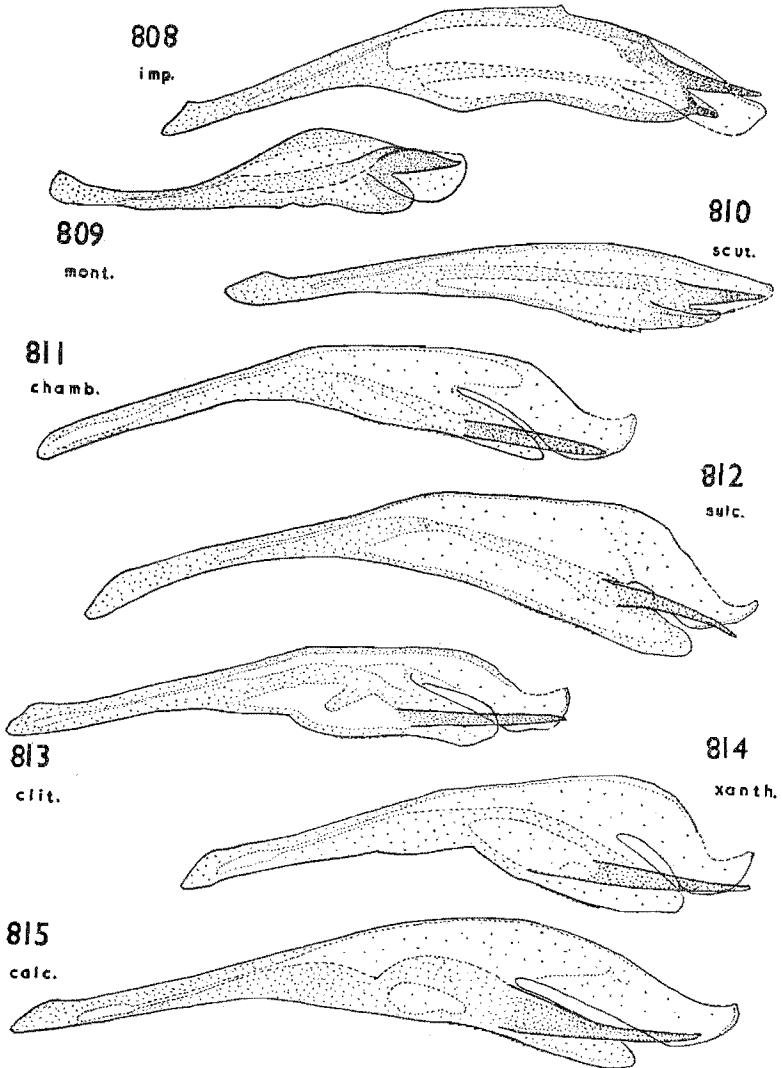 808
imp.
809
mont.
810
scut.
811
chamb.
812
sulc.
813
clit.
814
xanth.
815
calc.